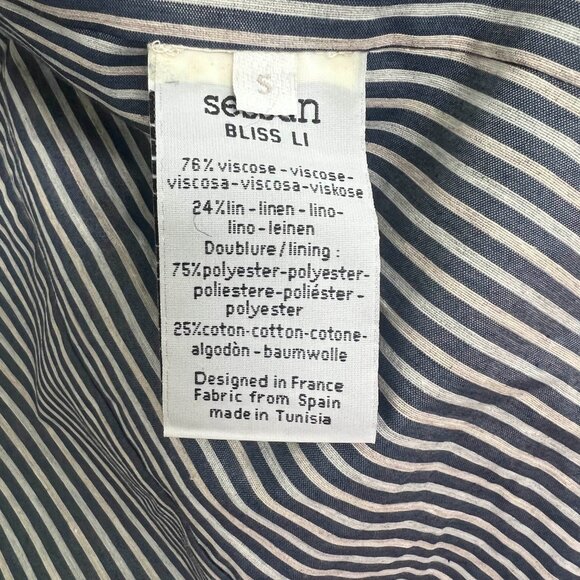 S
sessun
BLISS LI
76% viscose-viscose-
viscosa-viscosa-viskose
24%lin-linen-lino-
lino-leinen
Doublure/lining :
75%polyester-polyester-
poliestere-poliéster-
polyester
25%coton-cotton-cotone-
algodòn-baumwolle
Designed in France
Fabric from Spain
made in Tunisia